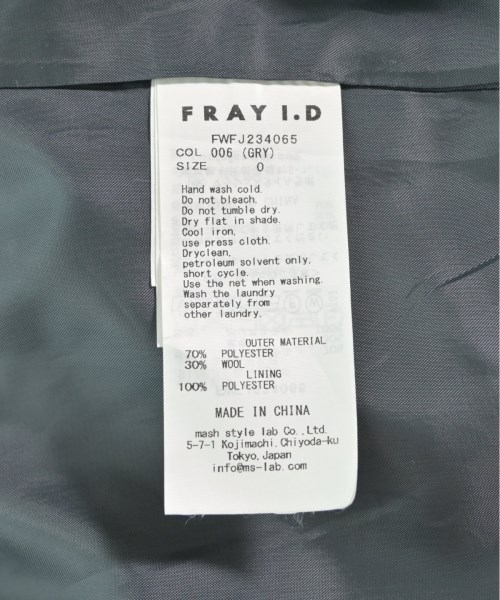 FRAY I.D
FWFJ234065
COL 006 (GRY)
SIZE 0
Hand wash cold.
Do not bleach.
Do not tumble dry.
Dry flat in shade.
Cool iron,
use press cloth.
Dryclean,
petroleum solvent only,
short cycle.
Use the net when washing.
Wash the laundry
separately from
other laundry.
OUTER MATERIAL
70% POLYESTER
30% WOOL
LINING
100% POLYESTER
MADE IN CHINA
mash style lab Co., Ltd.
5-7-1 Kojimachi, Chiyoda-ku
Tokyo, Japan
info@ms-lab.com